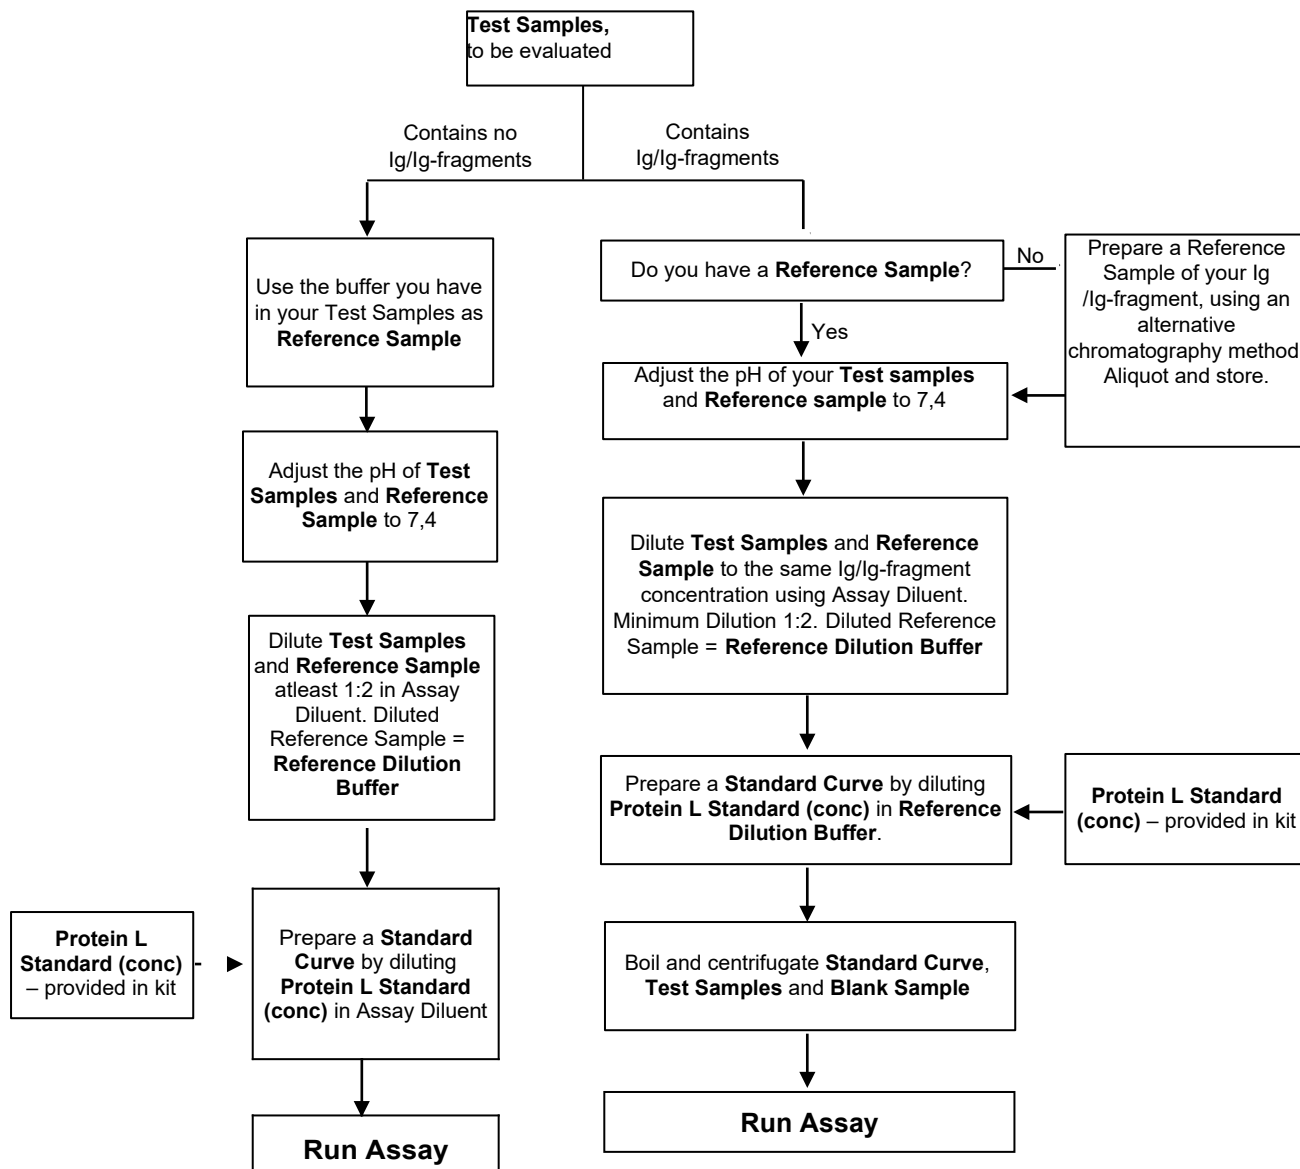 Test Samples,
to be evaluated
Contains no
Ig/Ig-fragments
Contains
Ig/Ig-fragments
Use the buffer you have
in your Test Samples as
Reference Sample
Adjust the pH of Test
Samples and Reference
Sample to 7,4
Dilute Test Samples
and Reference Sample
atleast 1:2 in Assay
Diluent. Diluted
Reference Sample =
Reference Dilution
Buffer
Protein L
Standard (conc)
– provided in kit
Prepare a Standard
Curve by diluting
Protein L Standard
(conc) in Assay Diluent
Run Assay
Do you have a Reference Sample?
No
Prepare a Reference
Sample of your Ig
/Ig-fragment, using an
alternative
chromatography method
Aliquot and store.
Yes
Adjust the pH of your Test samples
and Reference sample to 7,4
Dilute Test Samples and Reference
Sample to the same Ig/Ig-fragment
concentration using Assay Diluent.
Minimum Dilution 1:2. Diluted Reference
Sample = Reference Dilution Buffer
Prepare a Standard Curve by diluting
Protein L Standard (conc) in Reference
Dilution Buffer.
Protein L Standard
(conc) – provided in kit
Boil and centrifugate Standard Curve,
Test Samples and Blank Sample
Run Assay